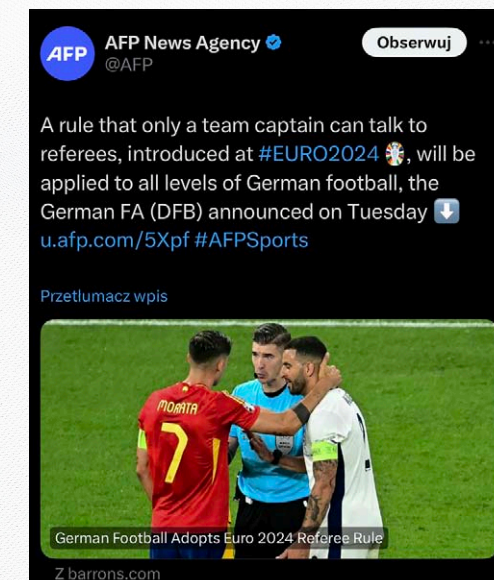 AFP
AFP News Agency
@AFP
Obserwuj
A rule that only a team captain can talk to
referees, introduced at #EURO2024 , will be
applied to all levels of German football, the
German FA (DFB) announced on Tuesday
u.afp.com/5Xpf #AFPSports
Przetłumacz wpis
MORATA
7
German Football Adopts Euro 2024 Referee Rule
Z barrons.com